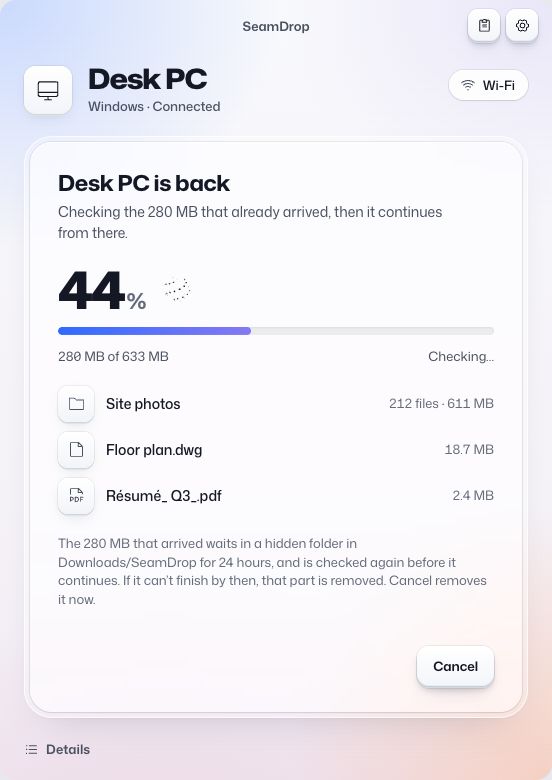 SeamDrop
Desk PC
Windows · Connected
Wi-Fi
Desk PC is back
Checking the 280 MB that already arrived, then it continues
from there.
44%
280 MB of 633 MB
Checking...
Site photos
212 files · 611 MB
Floor plan.dwg
18.7 MB
PDF
Résumé_ Q3_.pdf
2.4 MB
The 280 MB that arrived waits in a hidden folder in
Downloads/SeamDrop for 24 hours, and is checked again before it
continues. If it can't finish by then, that part is removed. Cancel removes
it now.
Cancel
Details